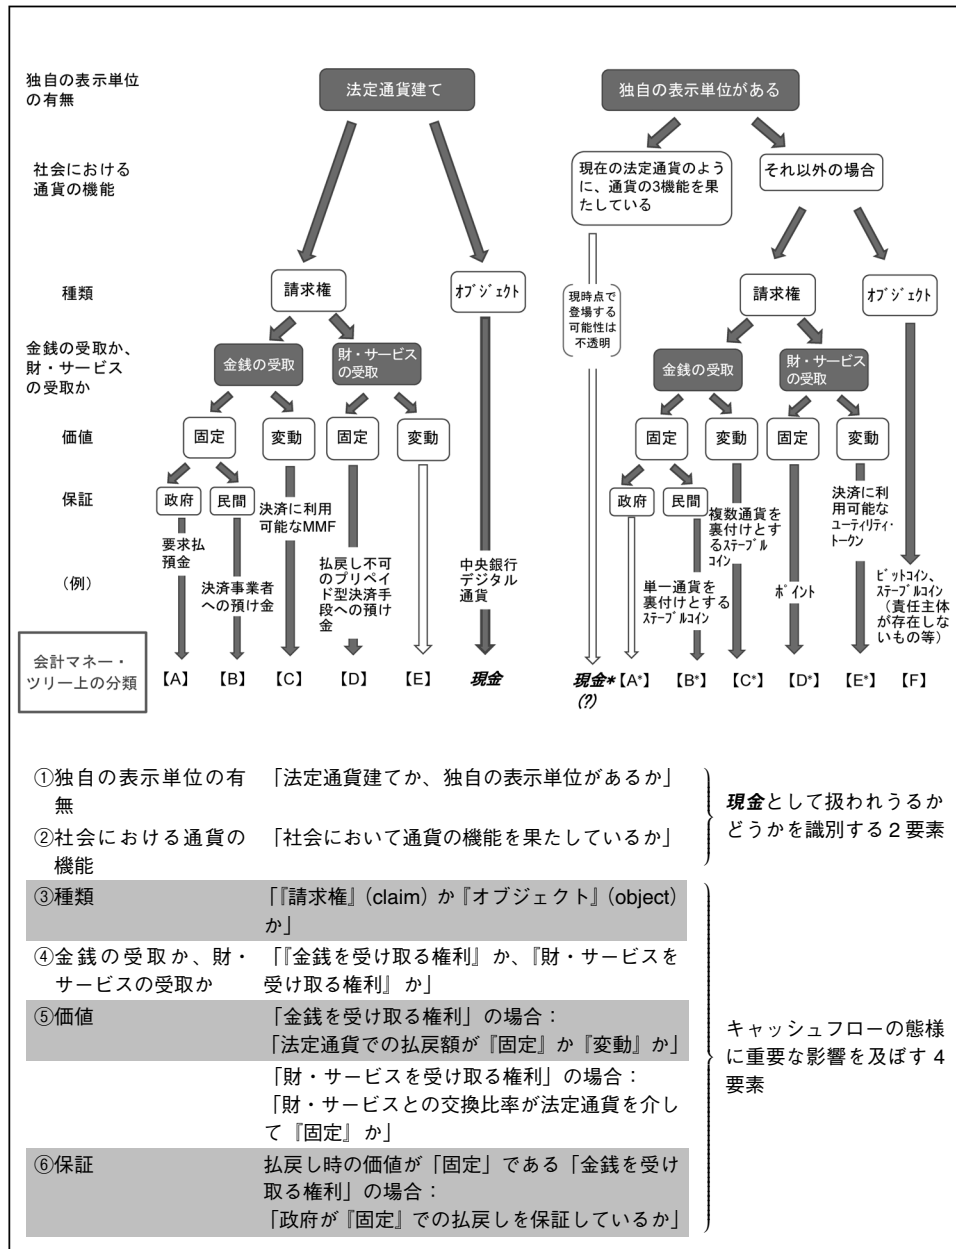 独自の表示単位
の有無
法定通貨建て
独自の表示単位がある
社会における
通貨の機能
現在の法定通貨のよう
に、通貨の3機能を果
たしている
それ以外の場合
種類
請求権
ｵﾌﾞｼﾞｪｸﾄ
現時点で
登場する
可能性は
不透明
請求権
ｵﾌﾞｼﾞｪｸﾄ
金銭の受取か、
財・サービス
の受取か
金銭の受取
財・サービス
の受取
金銭の受取
財・サービス
の受取
価値
固定
変動
固定
変動
固定
変動
固定
変動
保証
政府
民間
決済に利用
可能なMMF
政府
民間
複数通貨を
裏付けとす
るｽﾃｰﾌﾞﾙ
ｺｲﾝ
決済に利
用可能な
ﾕｰﾃｨﾘﾃｨ・
ﾄｰｸﾝ
（例）
要求払
預金
決済事業者
への預け金
払戻し不可
のプリペイ
ド型決済手
段への預け
金
中央銀行
デジタル
通貨
単一通貨を
裏付けとする
ｽﾃｰﾌﾞﾙｺｲﾝ
ﾎﾟｲﾝﾄ
ﾋﾞｯﾄｺｲﾝ、
ｽﾃｰﾌﾞﾙｺｲﾝ
（責任主体
が存在しな
いもの等）
会計マネー・
ツリー上の分類
【A】 【B】 【C】 【D】 【E】 現金 現金*【A*】 【B*】 【C*】 【D*】 【E*】 【F】
(?)
①独自の表示単位の有 「法定通貨建てか、独自の表示単位があるか」
無
②社会における通貨の 「社会において通貨の機能を果たしているか」
機能
現金として扱われうるか
どうかを識別する２要素
③種類 「『請求権』（claim）か『オブジェクト』（object）
か」
④金銭の受取か、財・ 「『金銭を受け取る権利』か、『財・サービスを
サービスの受取か 受け取る権利』か」
⑤価値 「金銭を受け取る権利」の場合：
「法定通貨での払戻額が『固定』か『変動』か」
「財・サービスを受け取る権利」の場合：
「財・サービスとの交換比率が法定通貨を介し
て『固定』か」
⑥保証 払戻し時の価値が「固定」である「金銭を受け
取る権利」の場合：
「政府が『固定』での払戻しを保証しているか」
キャッシュフローの態様
に重要な影響を及ぼす４
要素